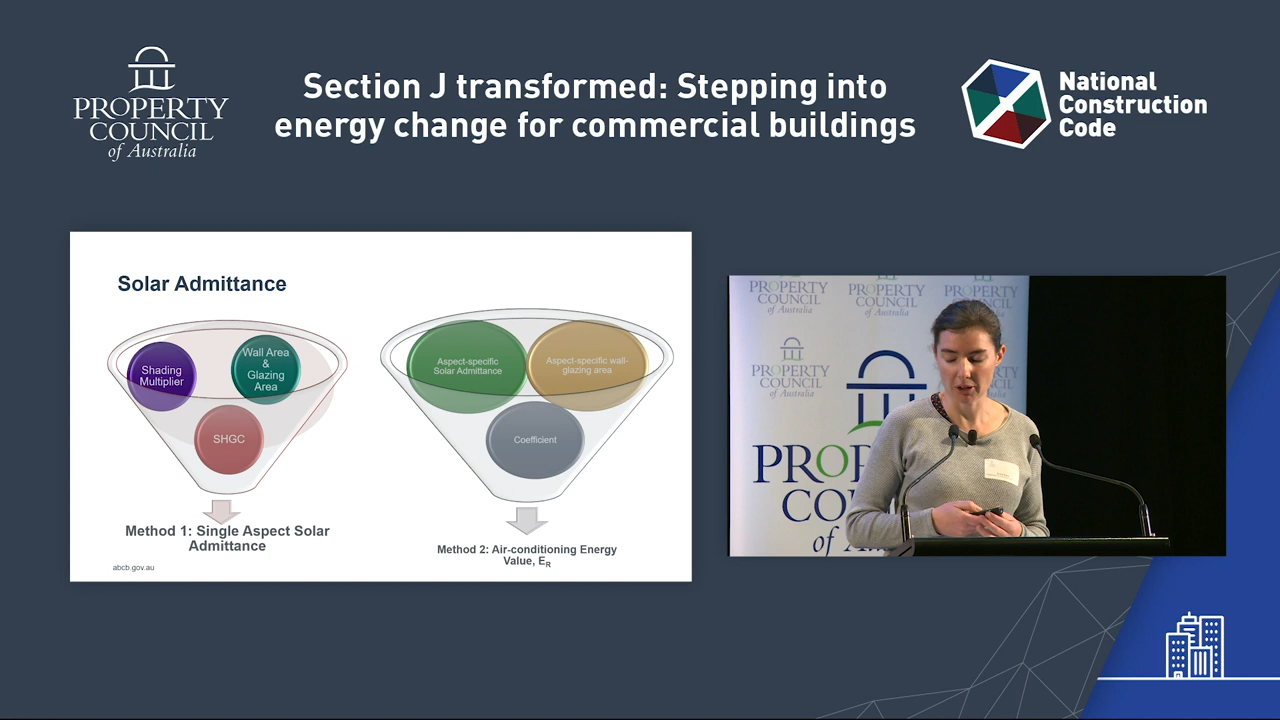 PROPERTY
COUNCIL
of Australia
Section J transformed: Stepping into
energy change for commercial buildings
National
Construction
Code
Solar Admittance
Shading
Multiplier
Wall Area
&
Glazing
Area
SHGC
Method 1: Single Aspect Solar
Admittance
Aspect-specific
Solar Admittance
Aspect-specific wall-
glazing area
Coefficient
Method 2: Air-conditioning Energy
Value, ER
abcb.gov.au
PROPERTY
COUNCIL
of Australia
PROPERTY
COUNCIL
of Australia
PROPERTY
PROPERTY
COUNCIL
of Australia